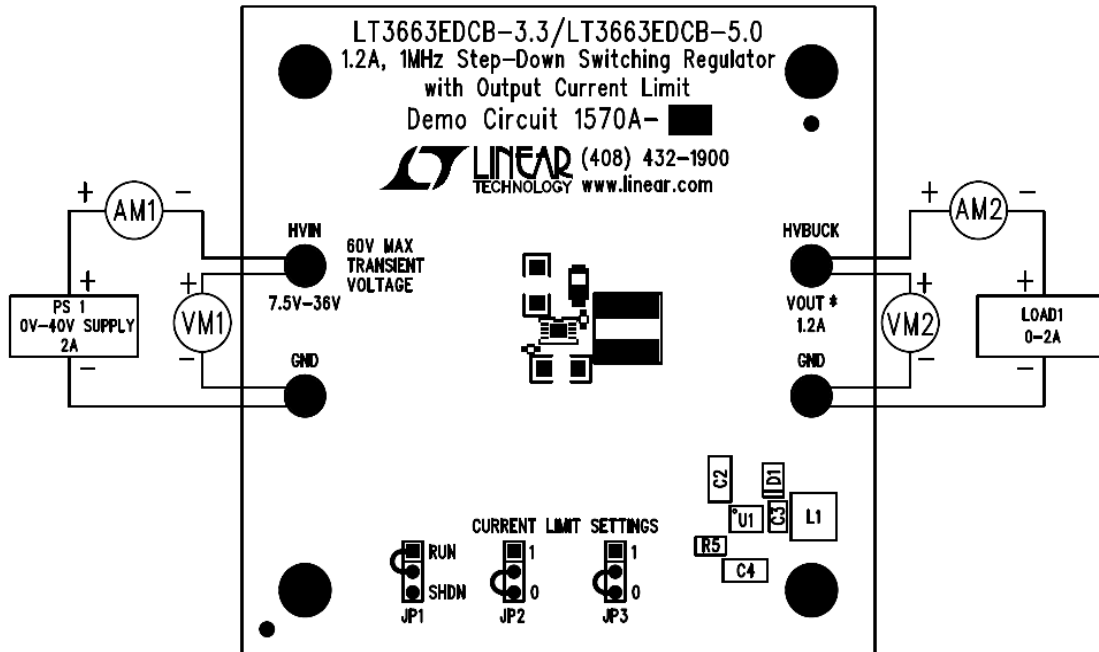 LT3663EDCB-3.3/LT3663EDCB-5.0
1.2A, 1MHz Step-Down Switching Regulator
with Output Current Limit
Demo Circuit 1570A-
LINEAR
TECHNOLOGY
(408) 432-1900
www.linear.com
+ AM1 -
+ AM2 -
HVIN
60V MAX
TRANSIENT
VOLTAGE
7.5V-36V
HVBUCK
VOUT *
1.2A
+
PS 1
0V-40V SUPPLY
2A
-
+
VM1
-
+
VM2
-
+
LOAD1
0-2A
-
GND
GND
C2
D1
U1
C3
L1
R5
C4
CURRENT LIMIT SETTINGS
RUN
SHDN
JP1
1
0
JP2
1
0
JP3